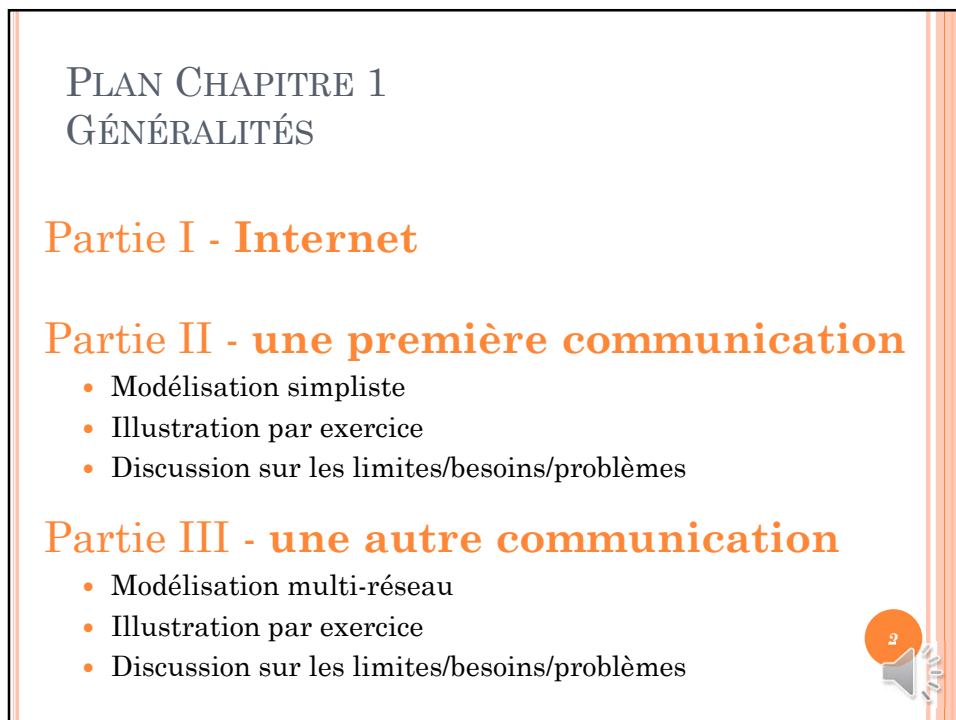 PLAN CHAPITRE 1
GÉNÉRALITÉS
Partie I - Internet
Partie II - une première communication
• Modélisation simpliste
• Illustration par exercice
• Discussion sur les limites/besoins/problèmes
Partie III - une autre communication
• Modélisation multi-réseau
• Illustration par exercice
• Discussion sur les limites/besoins/problèmes
2